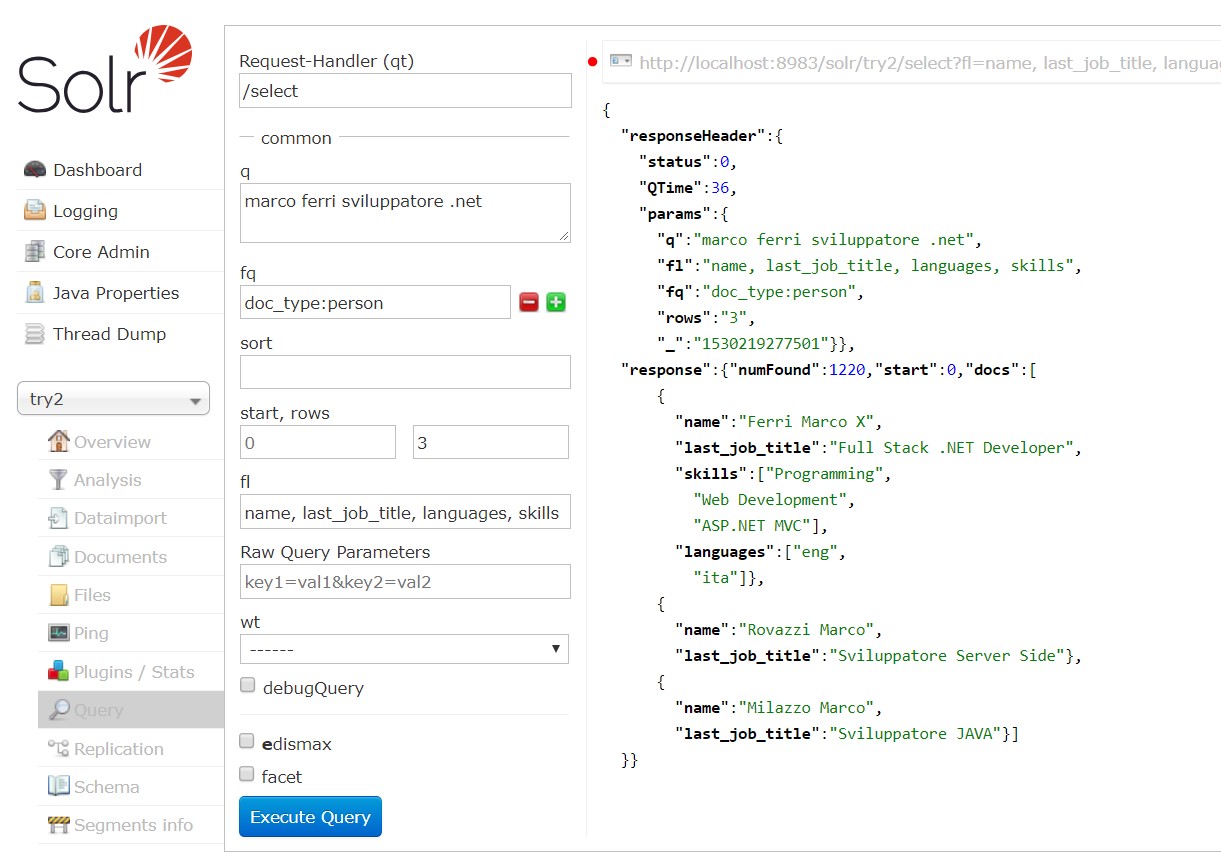 Solr
Dashboard
Logging
Core Admin
Java Properties
Thread Dump
try2
Overview
Analysis
Dataimport
Documents
Files
Ping
Plugins / Stats
Query
Replication
Schema
Segments info
Request-Handler (qt)
/select
common
q
marco ferri sviluppatore .net
fq
doc_type:person
sort
start, rows
0 3
fl
name, last_job_title, languages, skills
Raw Query Parameters
key1=val1&key2=val2
wt
------
debugQuery
edismax
facet
Execute Query
http://localhost:8983/solr/try2/select?fl=name, last_job_title, langua
{
"responseHeader":{
"status":0,
"QTime":36,
"params":{
"q":"marco ferri sviluppatore .net",
"fl":"name, last_job_title, languages, skills",
"fq":"doc_type:person",
"rows":"3",
"_":"1530219277501"}},
"response":{"numFound":1220,"start":0,"docs":[
{
"name":"Ferri Marco X",
"last_job_title":"Full Stack .NET Developer",
"skills":["Programming",
"Web Development",
"ASP.NET MVC"],
"languages":["eng",
"ita"]},
{
"name":"Rovazzi Marco",
"last_job_title":"Sviluppatore Server Side"},
{
"name":"Milazzo Marco",
"last_job_title":"Sviluppatore JAVA"}]
}}